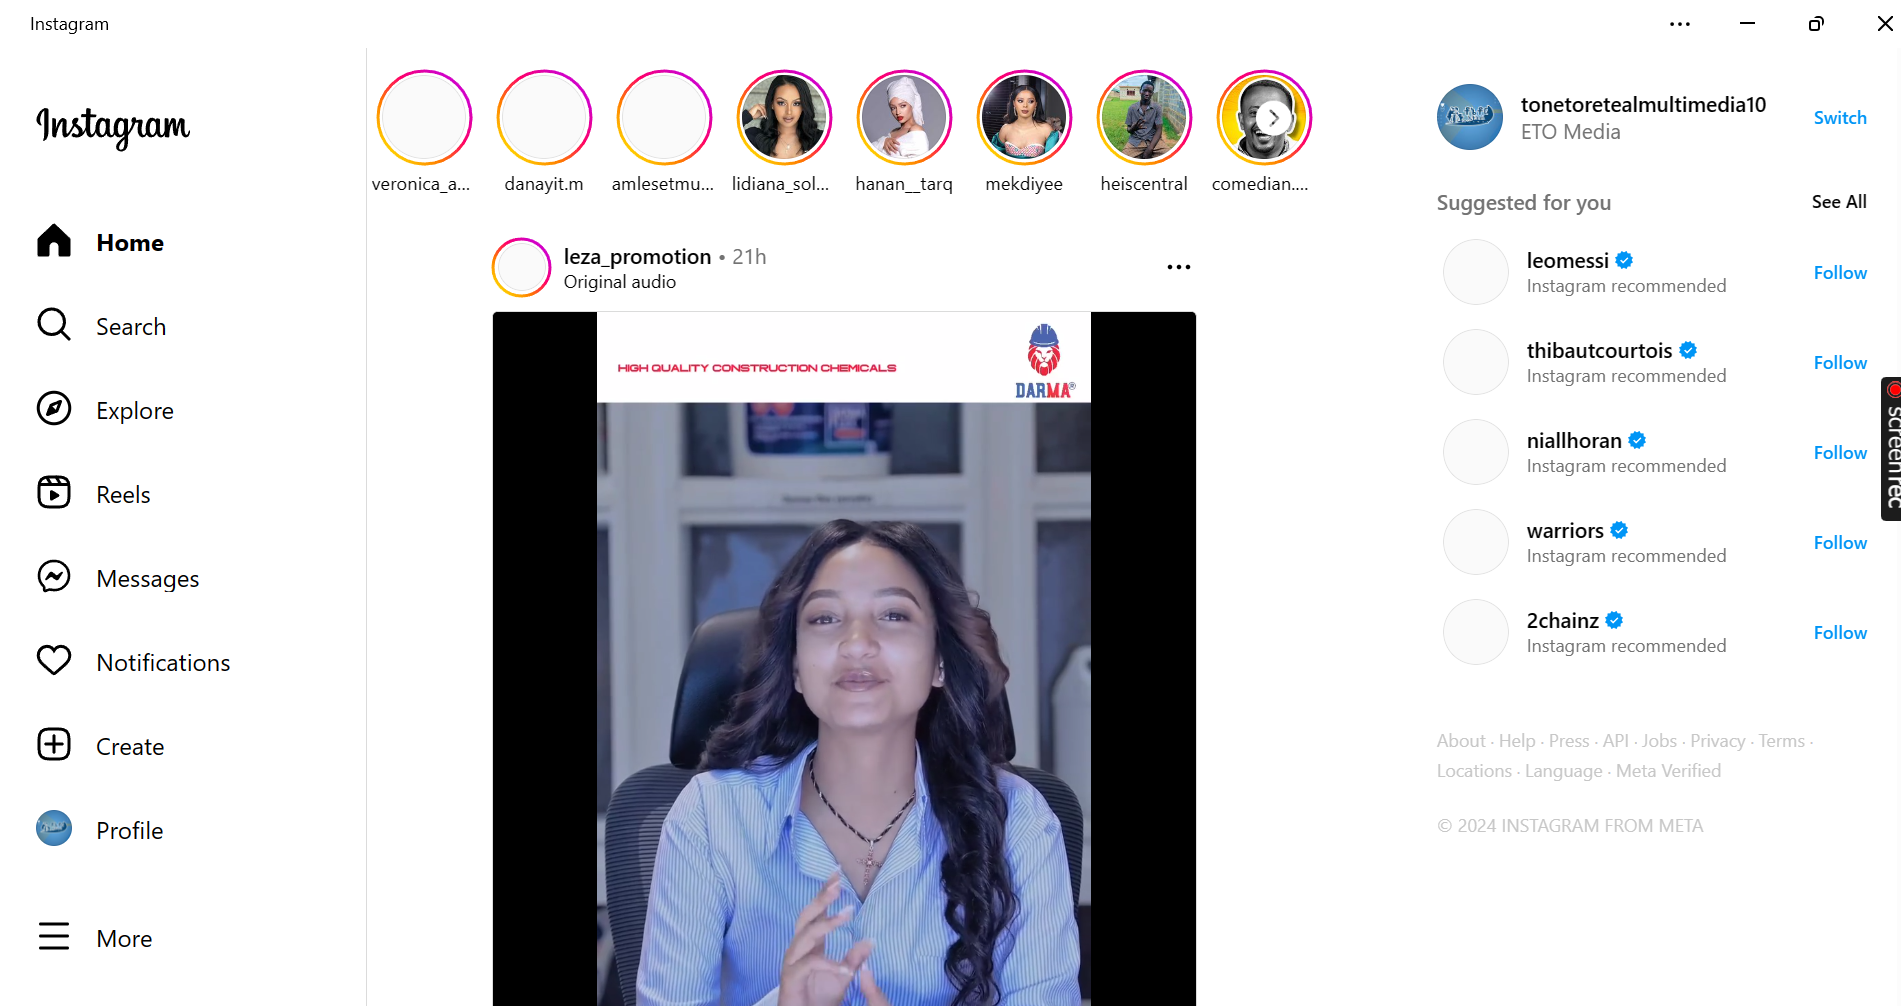 Instagram
Instagram
Home
Search
Explore
Reels
Messages
Notifications
Create
Profile
More
veronica_a...
danayit.m
amlesetmu...
lidiana_sol...
hanan__tarq
mekdiyee
heiscentral
comedian....
leza_promotion • 21h
Original audio
HIGH QUALITY CONSTRUCTION CHEMICALS
DARMA®
tonetoretealmultimedia10
ETO Media
Switch
Suggested for you
See All
leomessi
Instagram recommended
Follow
thibautcourtois
Instagram recommended
Follow
niallhoran
Instagram recommended
Follow
warriors
Instagram recommended
Follow
2chainz
Instagram recommended
Follow
About · Help · Press · API · Jobs · Privacy · Terms ·
Locations · Language · Meta Verified
© 2024 INSTAGRAM FROM META
screenrec